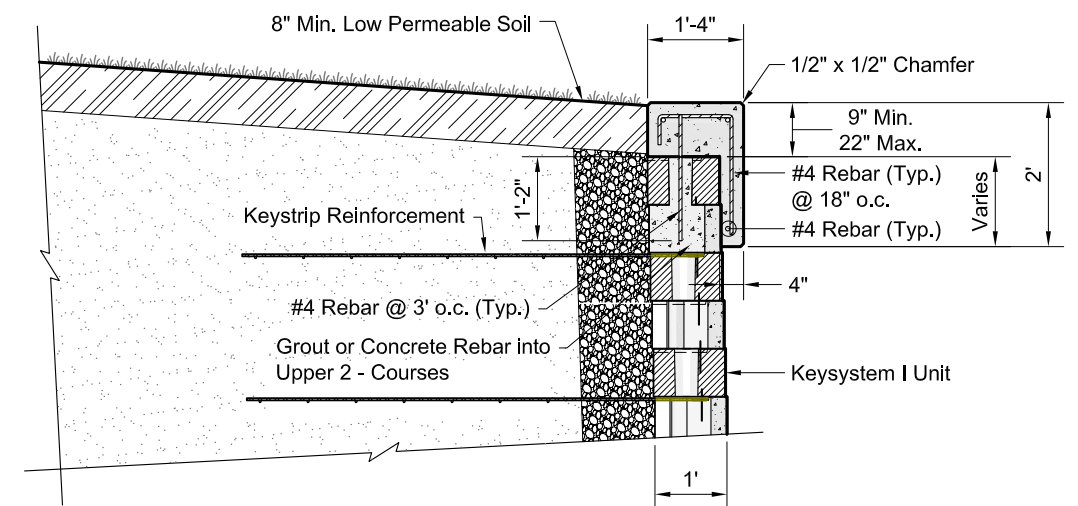 8" Min. Low Permeable Soil
1'-4"
1/2" x 1/2" Chamfer
9" Min.
22" Max.
2'
1'-2"
#4 Rebar (Typ.)
@ 18" o.c.
Varies
Keystrip Reinforcement
#4 Rebar (Typ.)
4"
#4 Rebar @ 3' o.c. (Typ.)
Grout or Concrete Rebar into
Upper 2 - Courses
Keysystem I Unit
1'